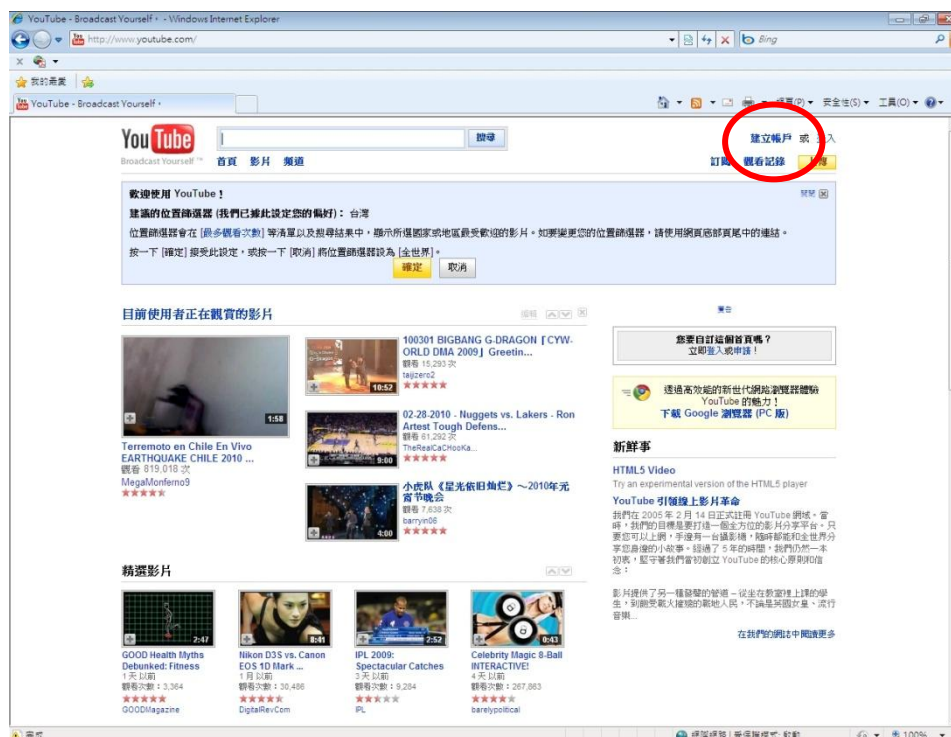 YouTube - Broadcast Yourself。 - Windows Internet Explorer
http://www.youtube.com/
Bing
我的最愛
YouTube - Broadcast Yourself。
網頁(P) 安全性(S) 工具(O)
You Tube
搜尋
建立帳戶 或 登入
Broadcast Yourself ™
首頁 影片 頻道
訂閱 觀看記錄
歡迎使用 YouTube！
關閉
建議的位置篩選器 (我們已據此設定您的偏好)： 台灣
位置篩選器會在 [最多觀看次數] 等清單以及搜尋結果中，顯示所選國家或地區最受歡迎的影片。如要變更您的位置篩選器，請使用網頁底部頁尾中的連結。
按一下 [確定] 接受此設定，或按一下 [取消] 將位置篩選器設為 [全世界]。
確定 取消
目前使用者正在觀賞的影片
編輯
1:58
Terremoto en Chile En Vivo
EARTHQUAKE CHILE 2010 ...
觀看 819,018 次
MegaMonferno9
10:52
100301 BIGBANG G-DRAGON「CYW-
ORLD DMA 2009」Greetin...
觀看 15,293 次
taijizero2
9:00
02-28-2010 - Nuggets vs. Lakers - Ron
Artest Tough Defens...
觀看 61,292 次
TheRealCaCHooKa...
4:00
小虎队《星光依旧灿烂》～2010年元
宵节晚会
觀看 7,638 次
barryin06
廣告
您要自訂這個首頁嗎？
立即登入或申請！
透過高效能的新世代網路瀏覽器體驗
YouTube 的魅力！
下載 Google 瀏覽器 (PC 版)
新鮮事
HTML5 Video
Try an experimental version of the HTML5 player
YouTube 引領線上影片革命
我們在 2005 年 2 月 14 日正式註冊 YouTube 網域。當
時，我們的目標是要打造一個全方位的影片分享平台。只
要您可以上網，手邊有一台攝影機，隨時都能和全世界分
享您身邊的小故事。經過了 5 年的時間，我們仍然一本
初衷，堅守著我們當初創立 YouTube 的核心原則和信
念：
影片提供了另一種發聲的管道 – 從坐在教室裡上課的學
生，到飽受戰火摧殘的戰地人民，不論是英國女皇、流行
音樂...
在我們的網誌中閱讀更多
精選影片
2:47
GOOD Health Myths
Debunked: Fitness
1 天 以前
觀看次數：3,364
GOODMagazine
8:41
Nikon D3S vs. Canon
EOS 1D Mark ...
1 月 以前
觀看次數：30,486
DigitalRevCom
2:52
IPL 2009:
Spectacular Catches
3 天 以前
觀看次數：9,284
IPL
0:43
Celebrity Magic 8-Ball
INTERACTIVE!
4 天 以前
觀看次數：267,863
barelypolitical
完成
網際網路 | 受保護模式: 啟動
100%